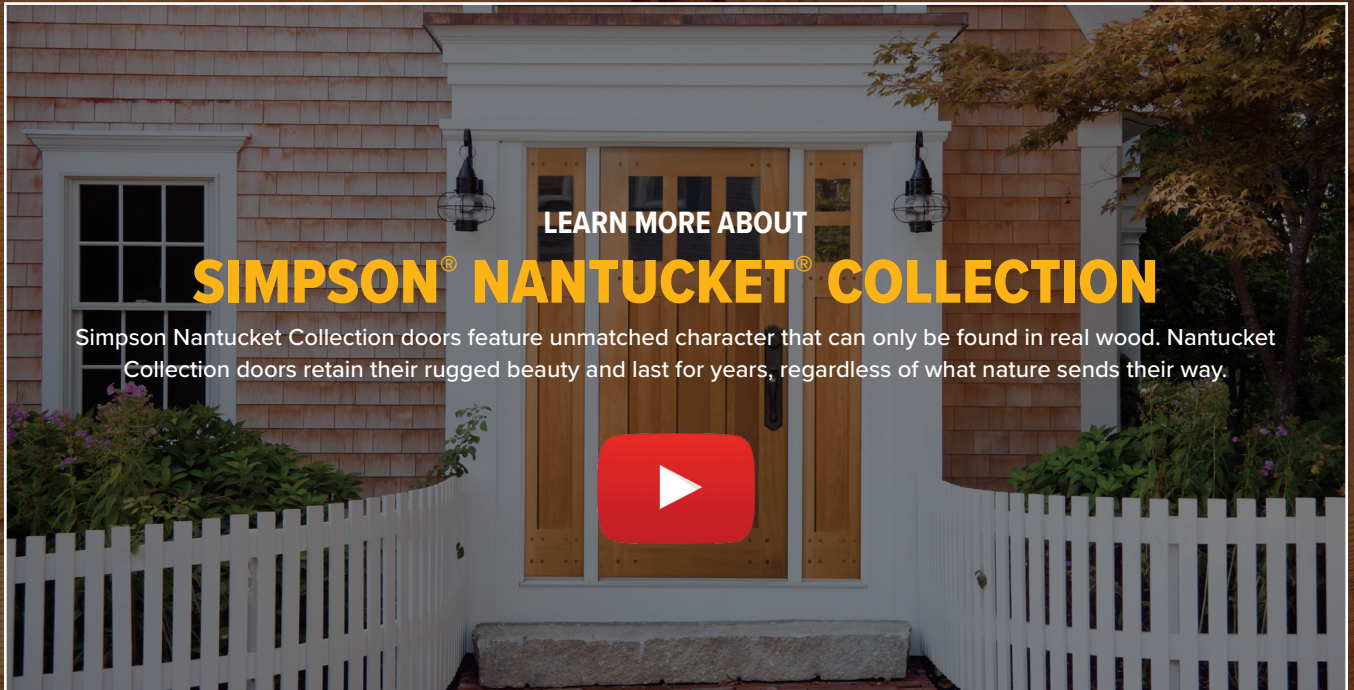 LEARN MORE ABOUT
SIMPSON® NANTUCKET® COLLECTION
Simpson Nantucket Collection doors feature unmatched character that can only be found in real wood. Nantucket
Collection doors retain their rugged beauty and last for years, regardless of what nature sends their way.